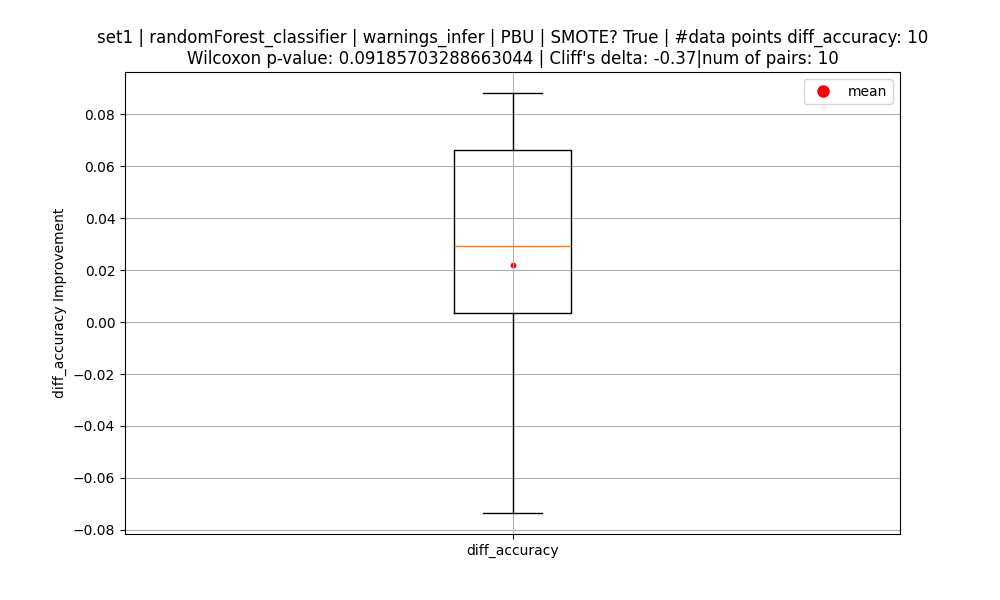 set1 | randomForest_classifier | warnings_infer | PBU | SMOTE? True | #data points diff_accuracy: 10
Wilcoxon p-value: 0.09185703288663044 | Cliff's delta: -0.37|num of pairs: 10
mean
0.08
0.06
0.04
0.02
0.00
−0.02
−0.04
−0.06
−0.08
diff_accuracy Improvement
diff_accuracy